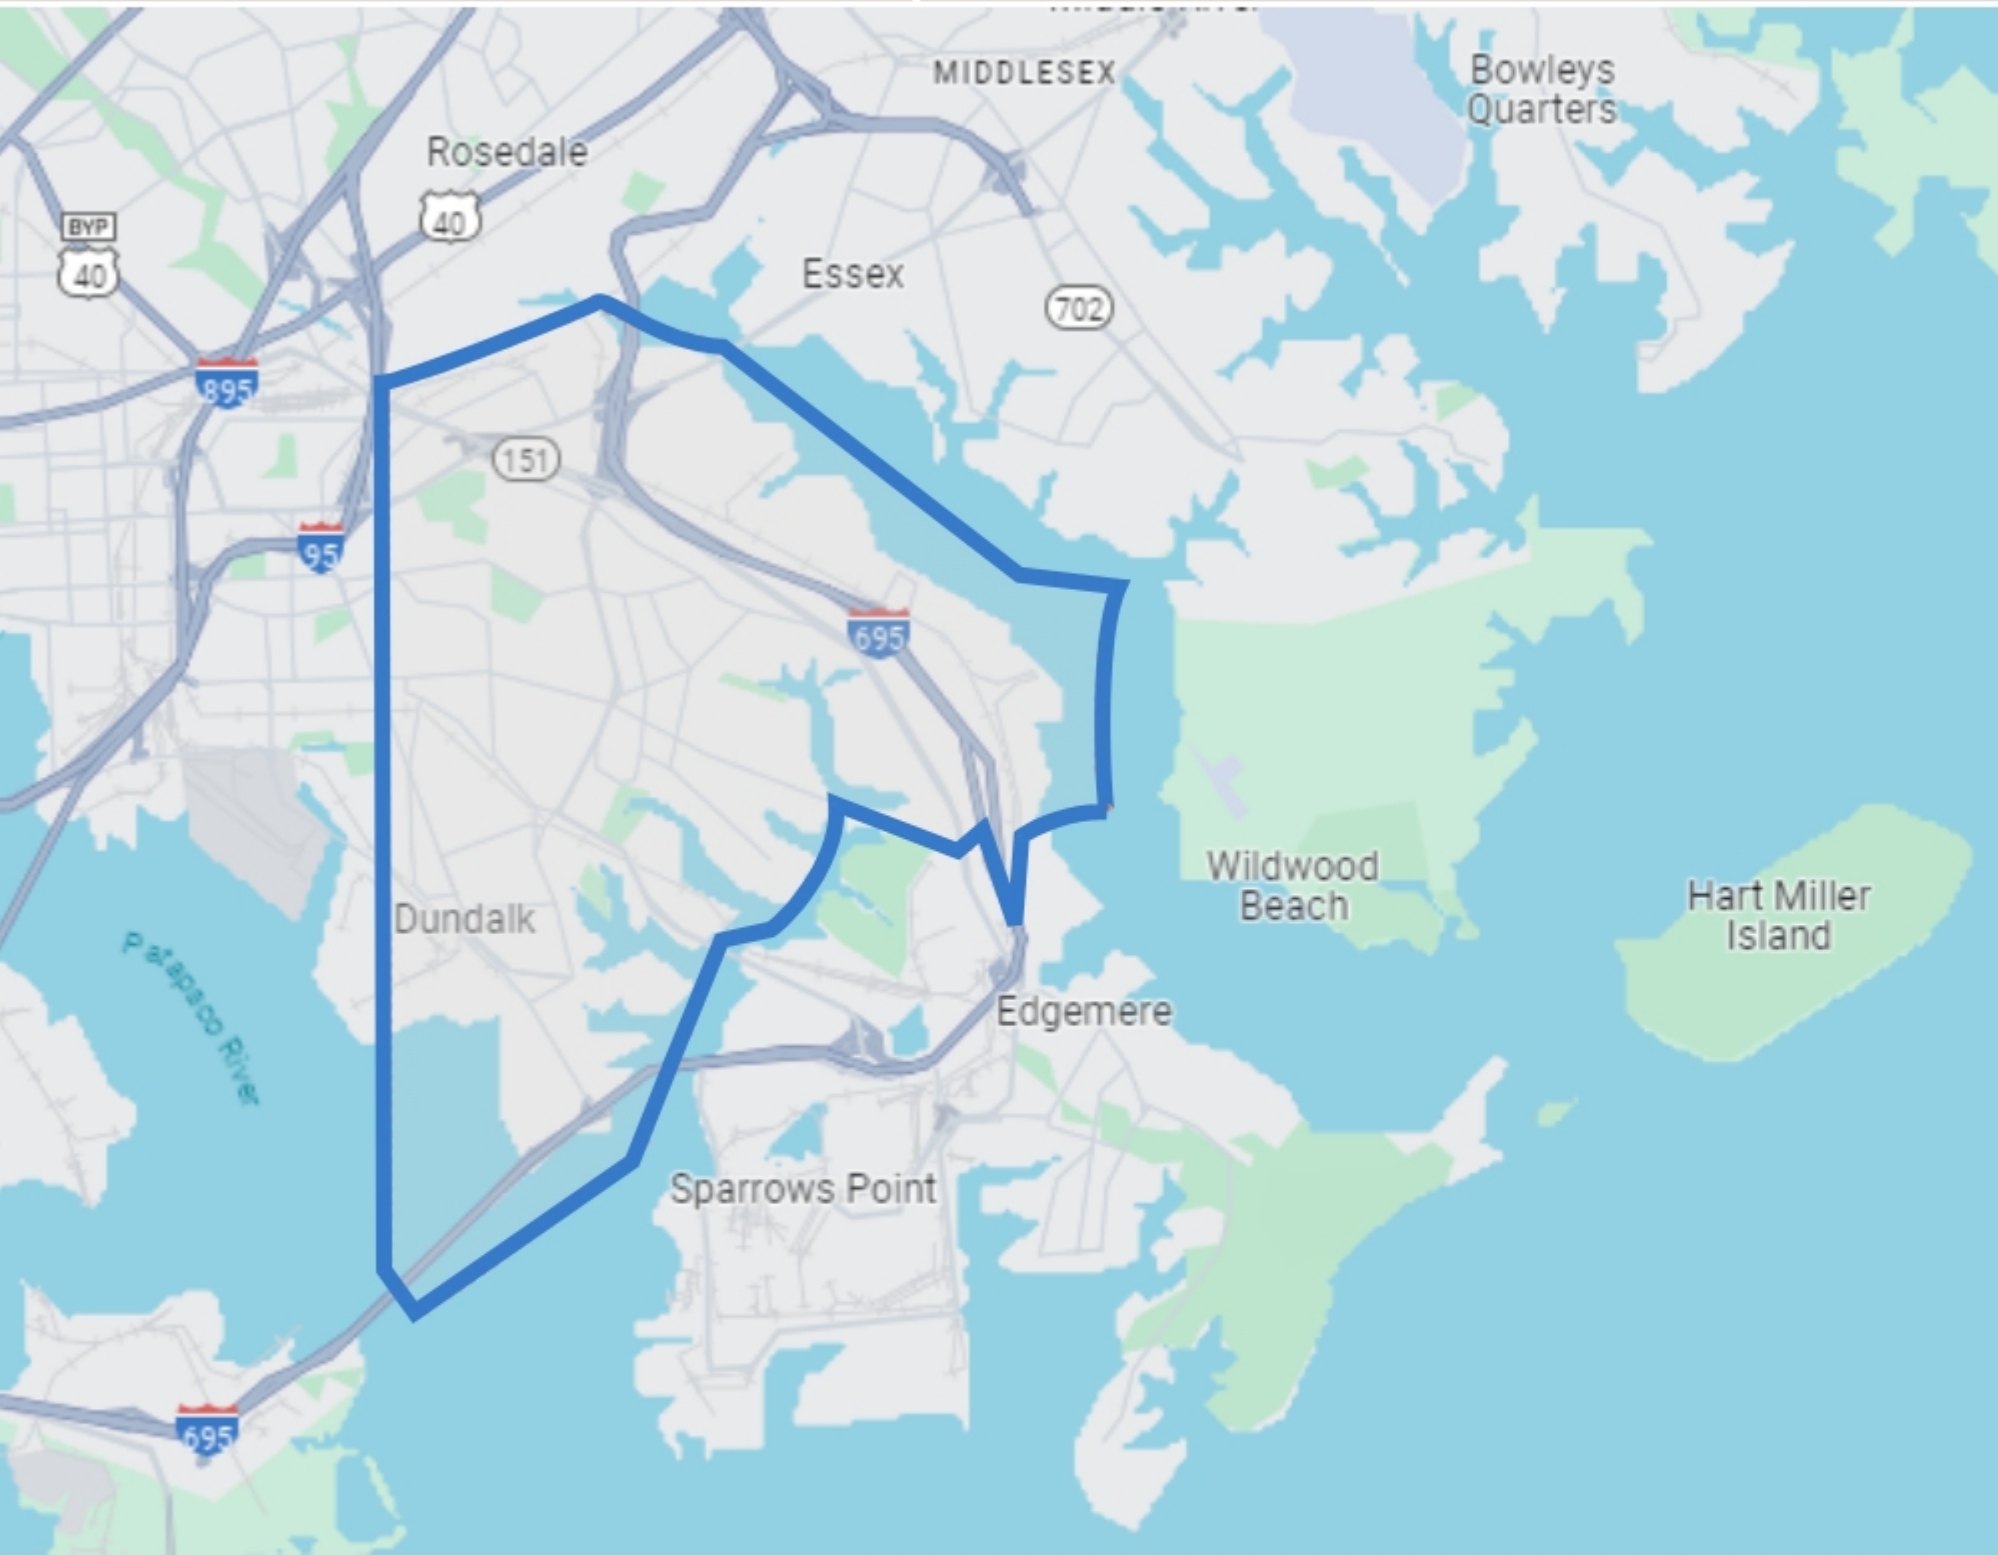 MIDDLESEX
Bowleys
Quarters
Rosedale
40
BYP
40
Essex
702
895
151
95
695
Wildwood
Beach
Hart Miller
Island
Dundalk
Patapsco River
Edgemere
Sparrows Point
695